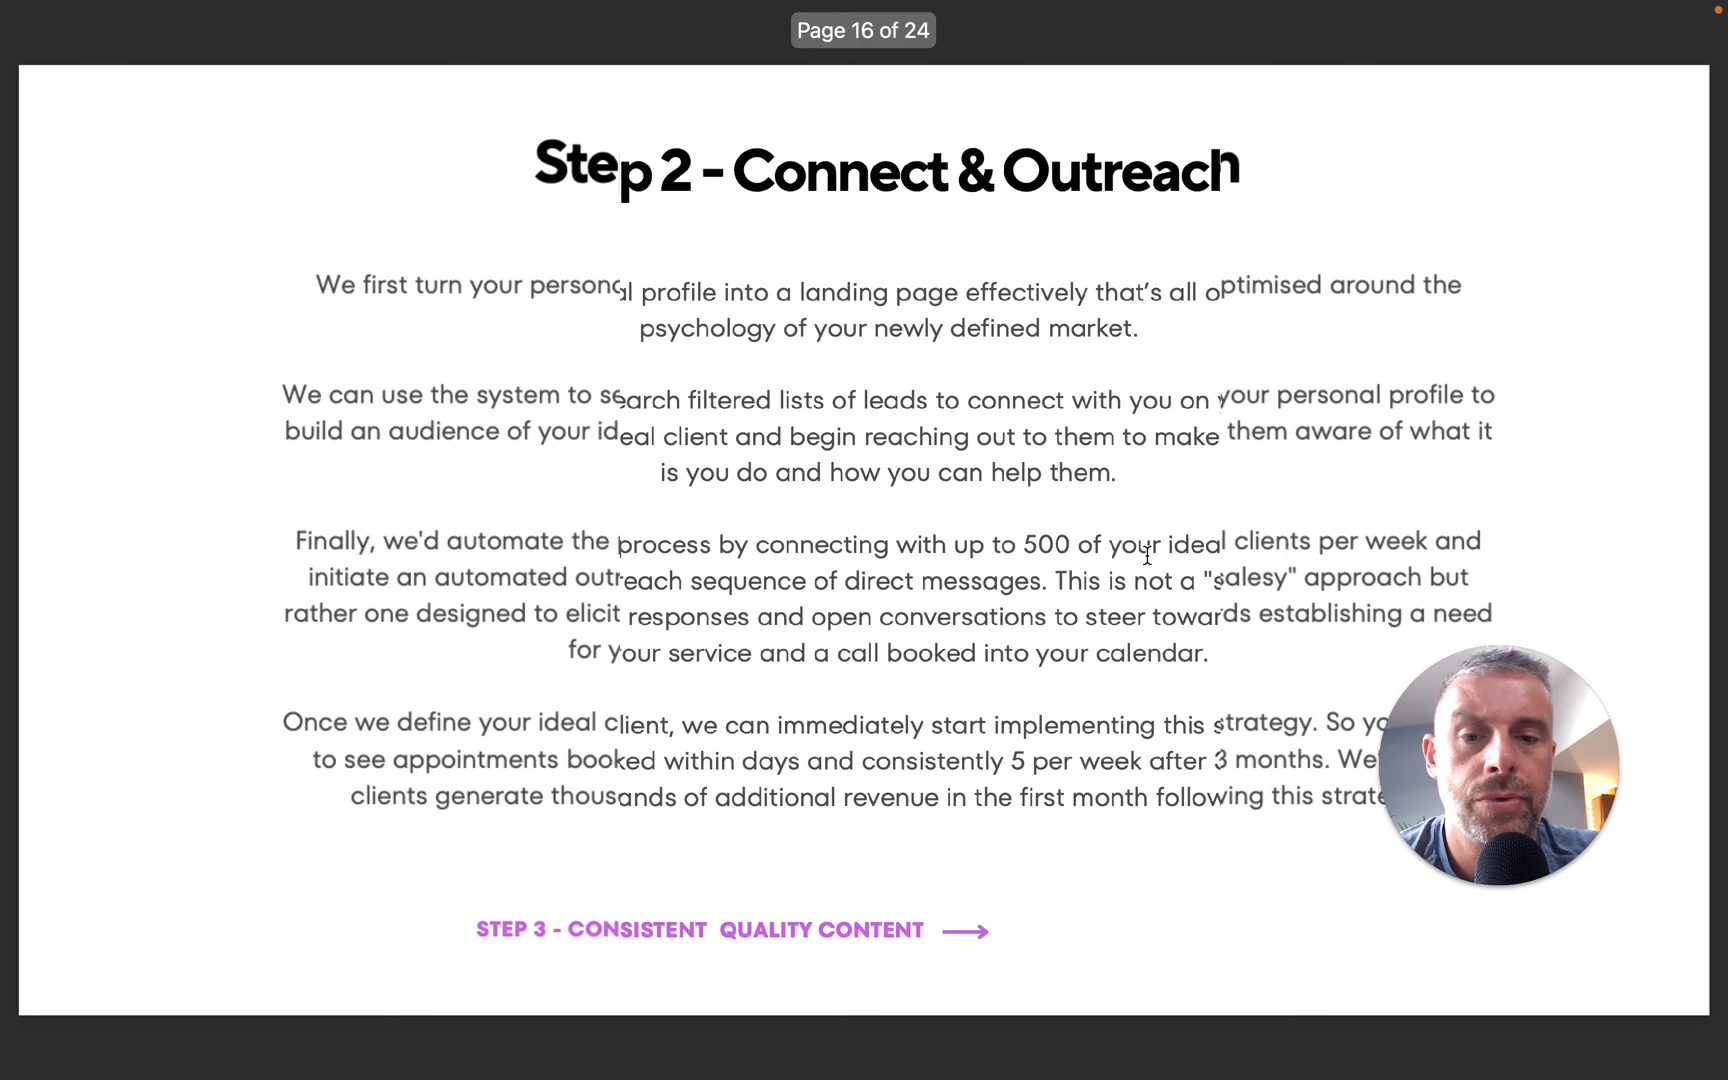 Page 16 of 24
Step 2 - Connect & Outreach
We first turn your personal profile into a landing page effectively that's all optimised around the
psychology of your newly defined market.
We can use the system to search filtered lists of leads to connect with you on your personal profile to
build an audience of your ideal client and begin reaching out to them to make them aware of what it
is you do and how you can help them.
Finally, we'd automate the process by connecting with up to 500 of your ideal clients per week and
initiate an automated outreach sequence of direct messages. This is not a "salesy" approach but
rather one designed to elicit responses and open conversations to steer towards establishing a need
for your service and a call booked into your calendar.
Once we define your ideal client, we can immediately start implementing this strategy. So
to see appointments booked within days and consistently 5 per week after 3 months. We
clients generate thousands of additional revenue in the first month following this
STEP 3 - CONSISTENT QUALITY CONTENT